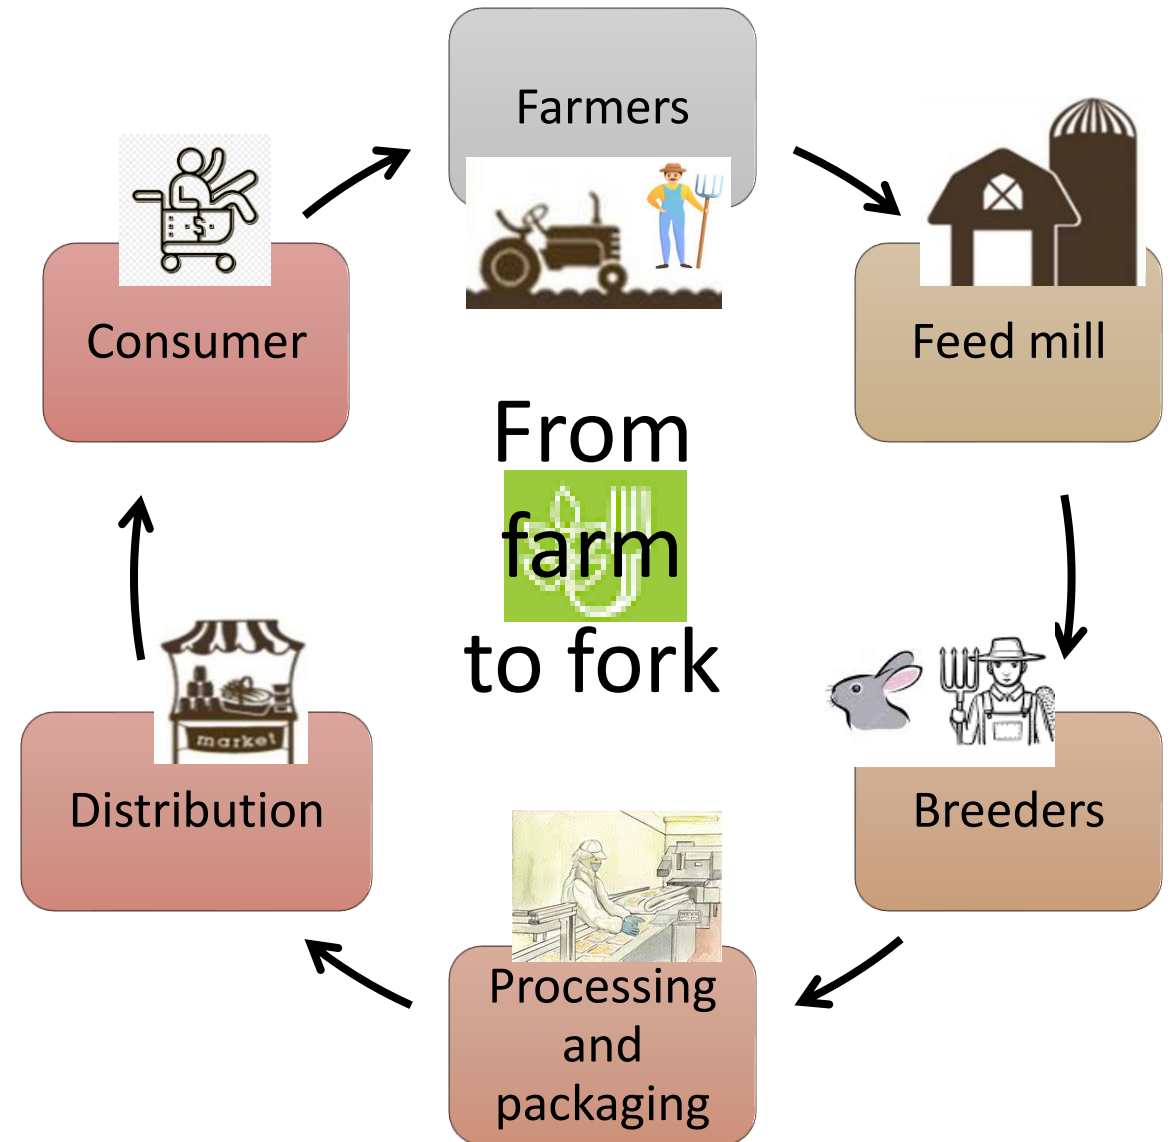 Farmers
Feed mill
Breeders
Processing
and
packaging
Distribution
market
Consumer
$
From
farm
to fork